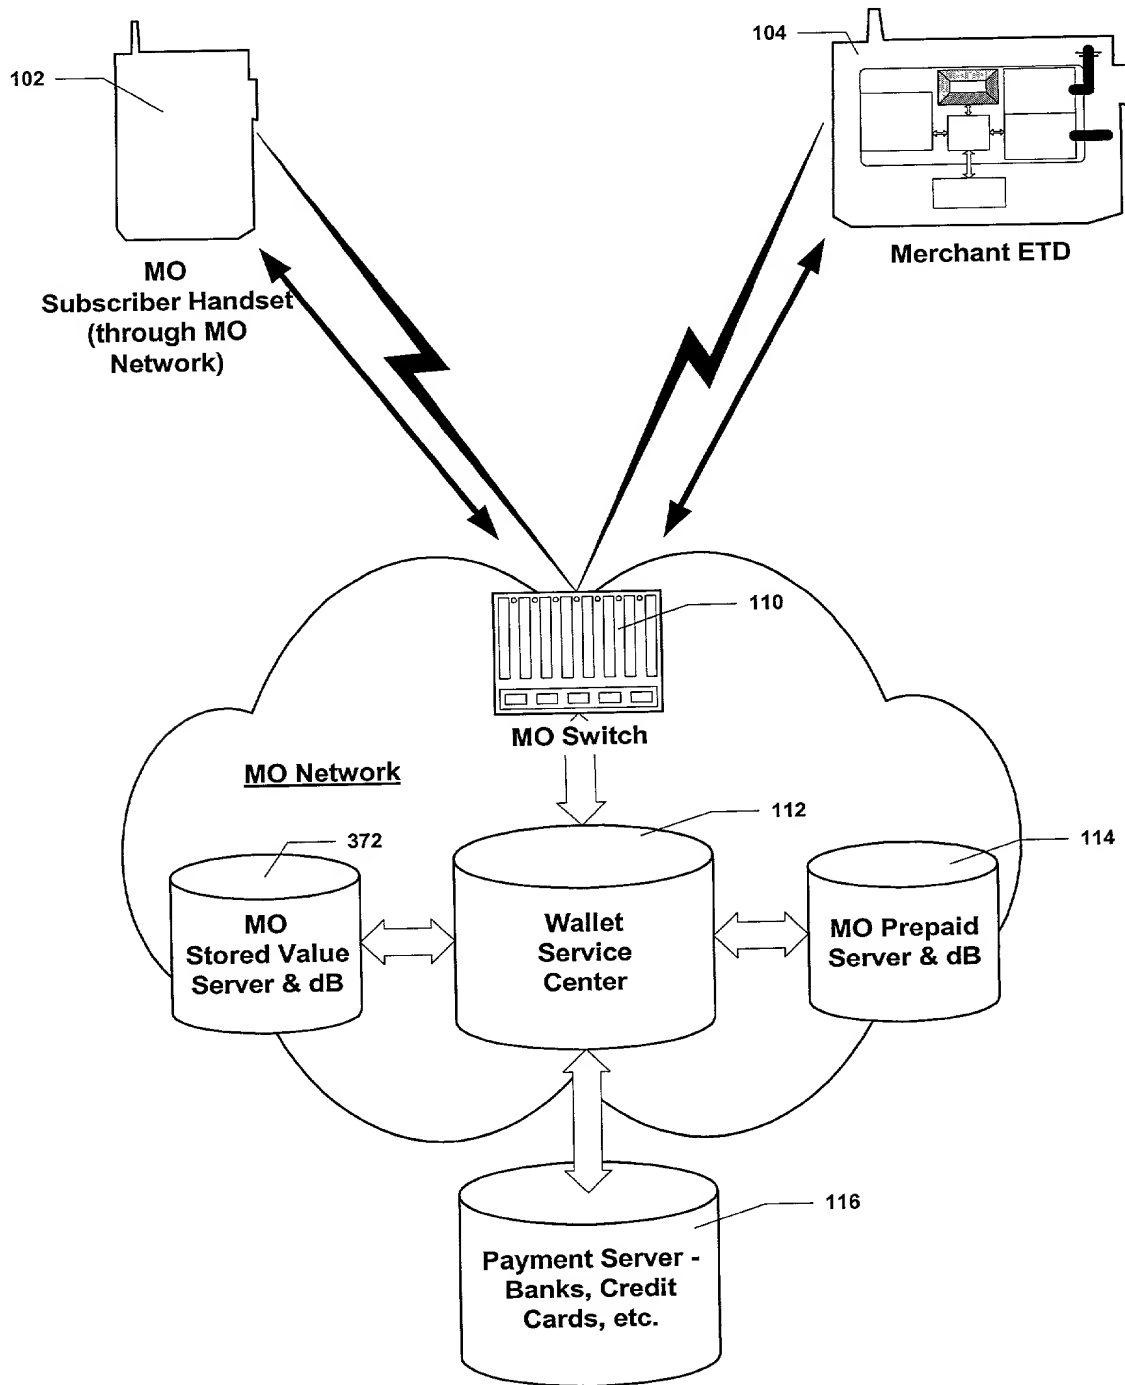 102
104
MO
Subscriber Handset
(through MO
Network)
Merchant ETD
110
MO Switch
MO Network
112
372
114
MO
Stored Value
Server & dB
Wallet
Service
Center
MO Prepaid
Server & dB
116
Payment Server -
Banks, Credit
Cards, etc.